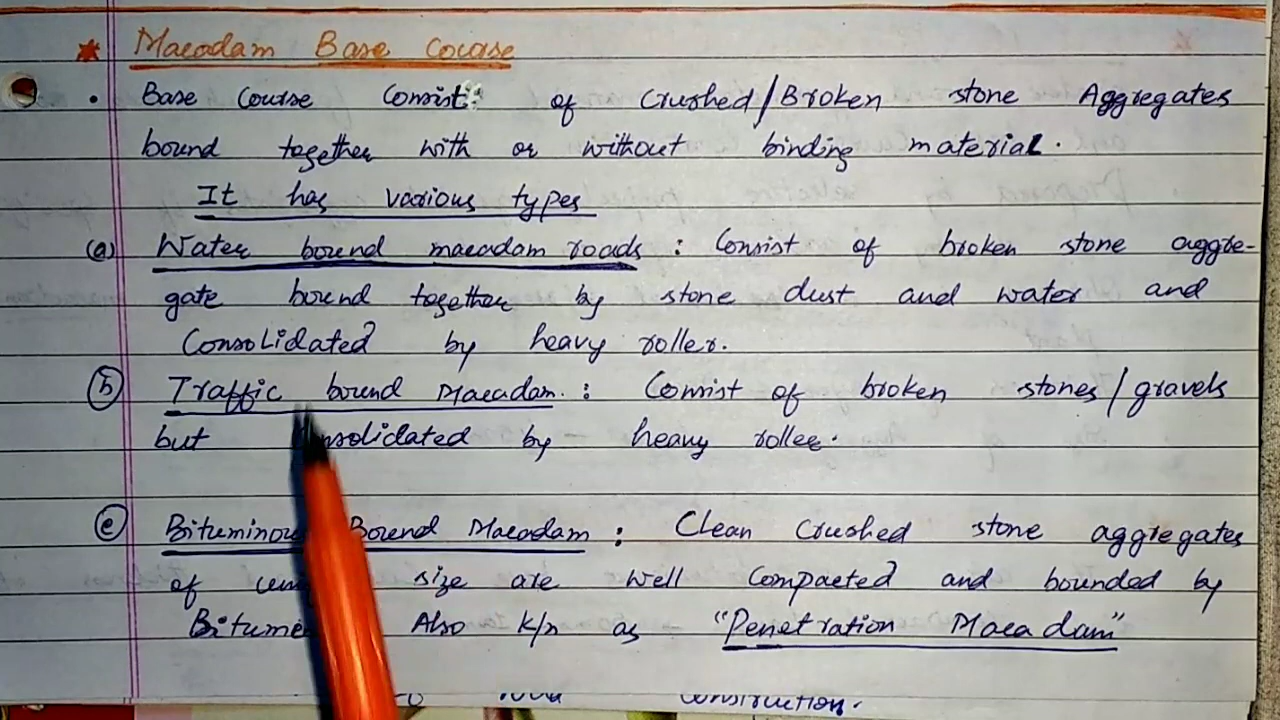 * Macadam Base Course
• Base Course Consist of Crushed/Broken stone Aggregates
bound together with or without binding material.
It has various types
(a) Water bound macadam roads : Consist of broken stone aggre-
gate bound together by stone dust and water and
Consolidated by heavy roller.
(b) Traffic bound Macadam : Consist of broken stones/gravels
but by heavy roller.
(c) Bound Macadam : Clean Crushed stone aggregates
of size are well Compacted and bounded by
Also k/n as "Penetration Macadam"
construction.